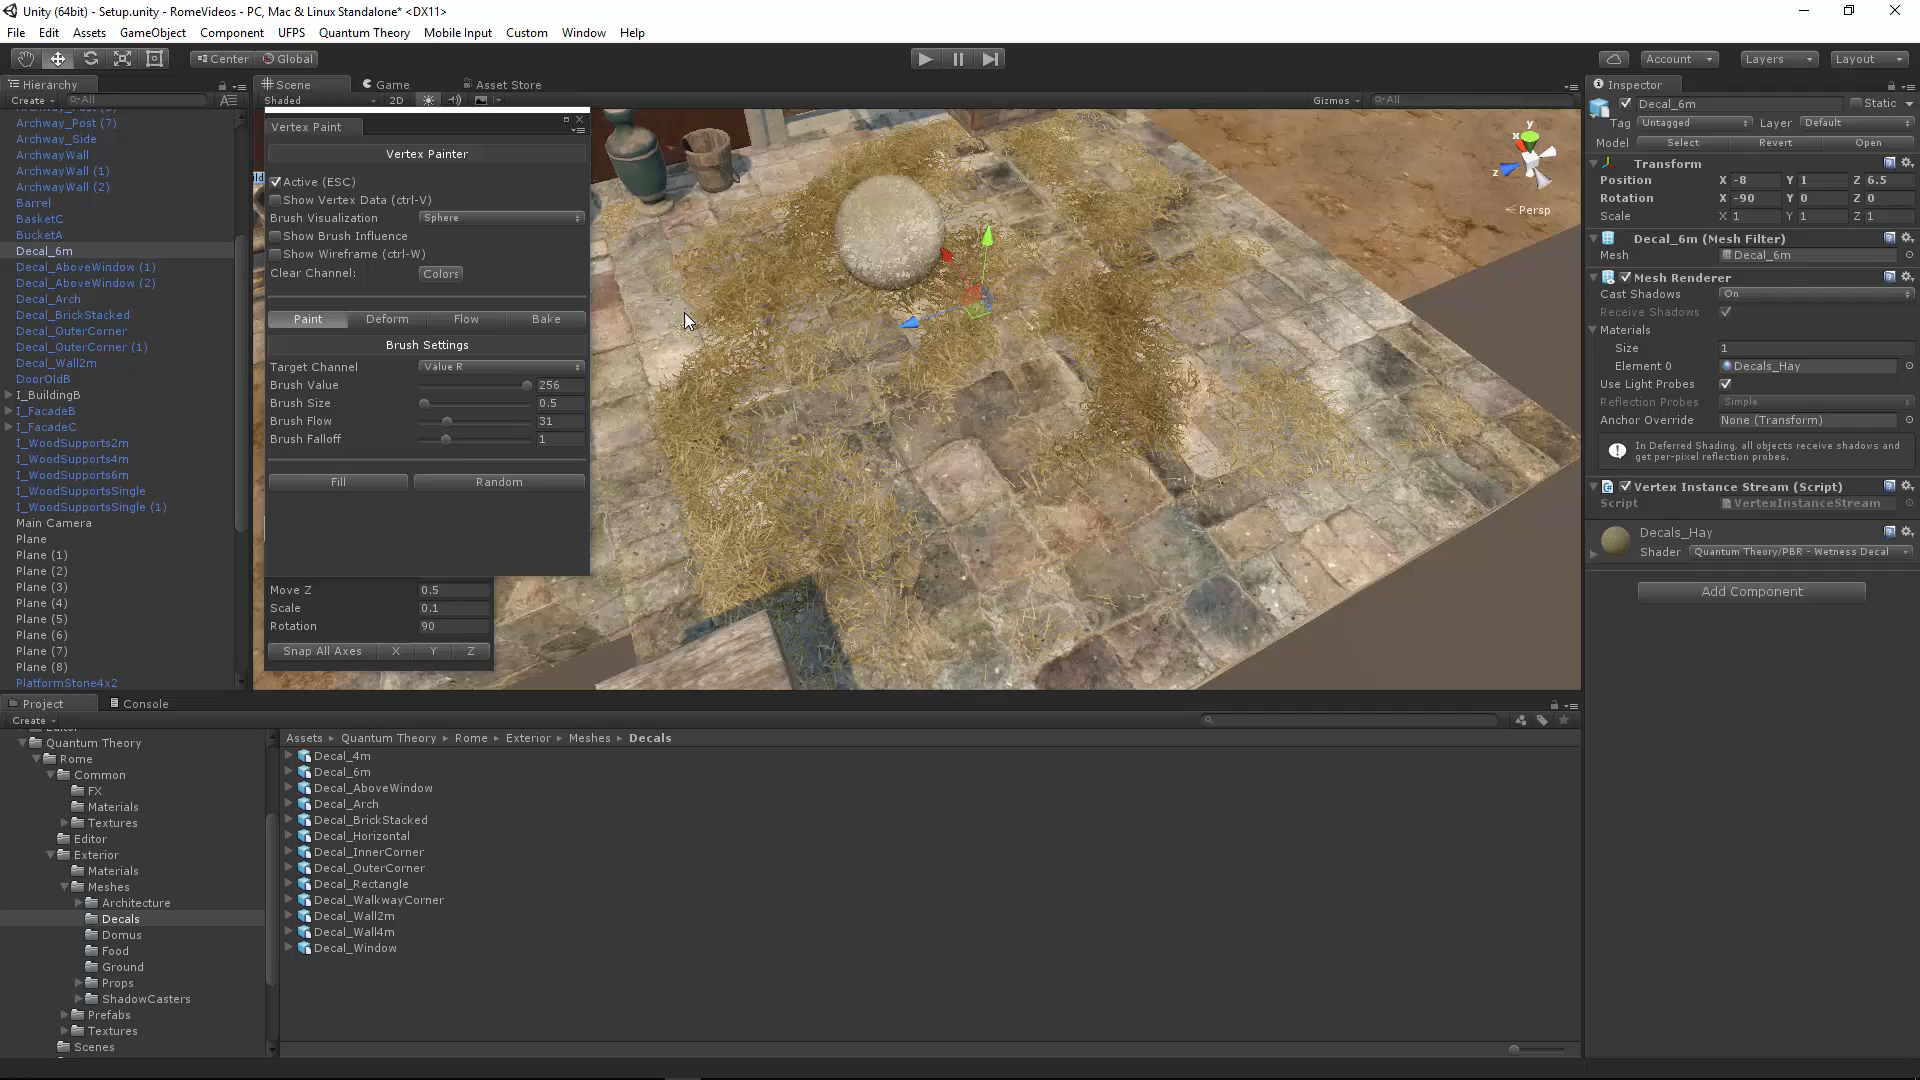 Unity (64bit) - Setup.unity - RomeVideos - PC, Mac & Linux Standalone* <DX11>
File Edit Assets GameObject Component UFPS Quantum Theory Mobile Input Custom Window Help
Center Global Account Layers Layout
Hierarchy
Create All
Archway_Post (7)
Archway_Side
ArchwayWall
ArchwayWall (1)
ArchwayWall (2)
Barrel
BasketC
BucketA
Decal_6m
Decal_AboveWindow (1)
Decal_AboveWindow (2)
Decal_Arch
Decal_BrickStacked
Decal_OuterCorner
Decal_OuterCorner (1)
Decal_Wall2m
DoorOldB
I_BuildingB
I_FacadeB
I_FacadeC
I_WoodSupports2m
I_WoodSupports4m
I_WoodSupports6m
I_WoodSupportsSingle
I_WoodSupportsSingle (1)
Main Camera
Plane
Plane (1)
Plane (2)
Plane (3)
Plane (4)
Plane (5)
Plane (6)
Plane (7)
Plane (8)
PlatformStone4x2
Scene Game Asset Store
Shaded 2D Gizmos All
Vertex Paint
Vertex Painter
Active (ESC)
Show Vertex Data (ctrl-V)
Brush Visualization Sphere
Show Brush Influence
Show Wireframe (ctrl-W)
Clear Channel: Colors
Paint Deform Flow Bake
Brush Settings
Target Channel Value R
Brush Value 256
Brush Size 0.5
Brush Flow 31
Brush Falloff 1
Fill Random
Move Z 0.5
Scale 0.1
Rotation 90
Snap All Axes X Y Z
y
x
z
Persp
Inspector
Decal_6m Static
Tag Untagged Layer Default
Model Select Revert Open
Transform
Position X -8 Y 1 Z 6.5
Rotation X -90 Y 0 Z 0
Scale X 1 Y 1 Z 1
Decal_6m (Mesh Filter)
Mesh Decal_6m
Mesh Renderer
Cast Shadows On
Receive Shadows
Materials
Size 1
Element 0 Decals_Hay
Use Light Probes
Reflection Probes Simple
Anchor Override None (Transform)
In Deferred Shading, all objects receive shadows and
get per-pixel reflection probes.
Vertex Instance Stream (Script)
Script VertexInstanceStream
Decals_Hay
Shader Quantum Theory/PBR - Wetness Decal
Add Component
Project Console
Create
Quantum Theory
Rome
Common
FX
Materials
Textures
Editor
Exterior
Materials
Meshes
Architecture
Decals
Domus
Food
Ground
Props
ShadowCasters
Prefabs
Textures
Scenes
Assets Quantum Theory Rome Exterior Meshes Decals
Decal_4m
Decal_6m
Decal_AboveWindow
Decal_Arch
Decal_BrickStacked
Decal_Horizontal
Decal_InnerCorner
Decal_OuterCorner
Decal_Rectangle
Decal_WalkwayCorner
Decal_Wall2m
Decal_Wall4m
Decal_Window